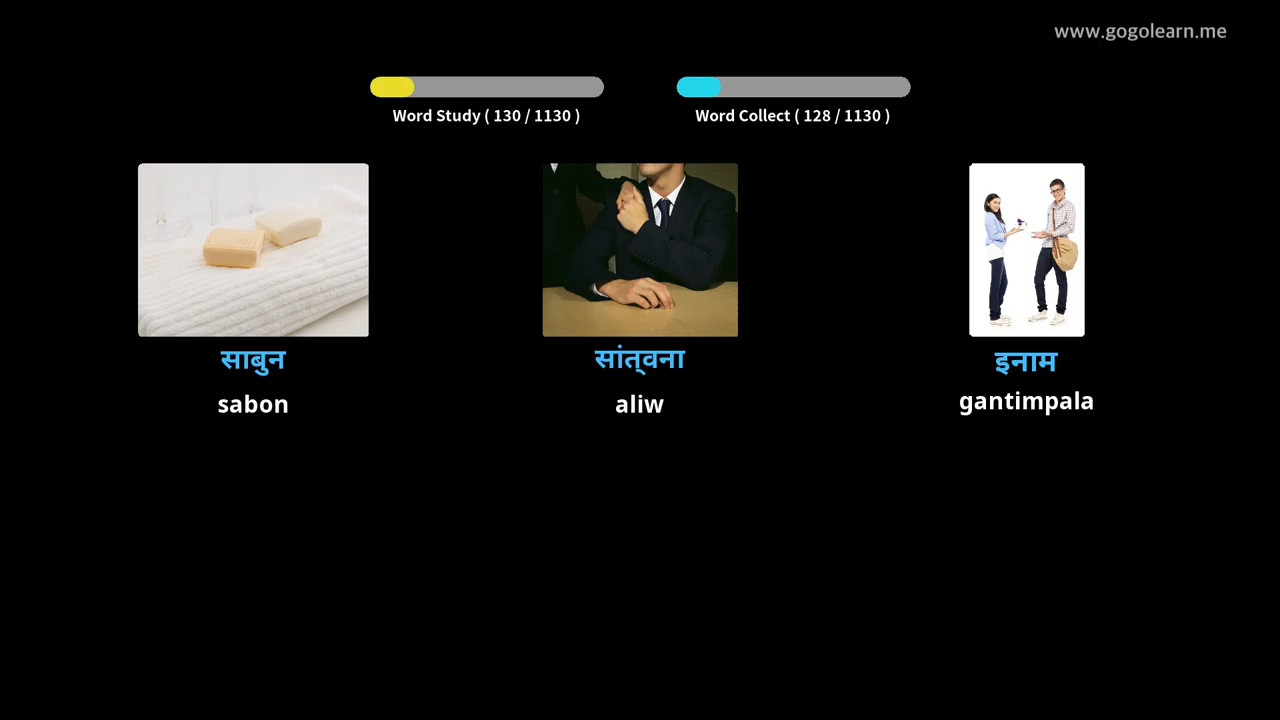 www.gogolearn.me
Word Study ( 130 / 1130 )
Word Collect ( 128 / 1130 )
साबुन
सांत्वना
इनाम
sabon
aliw
gantimpala